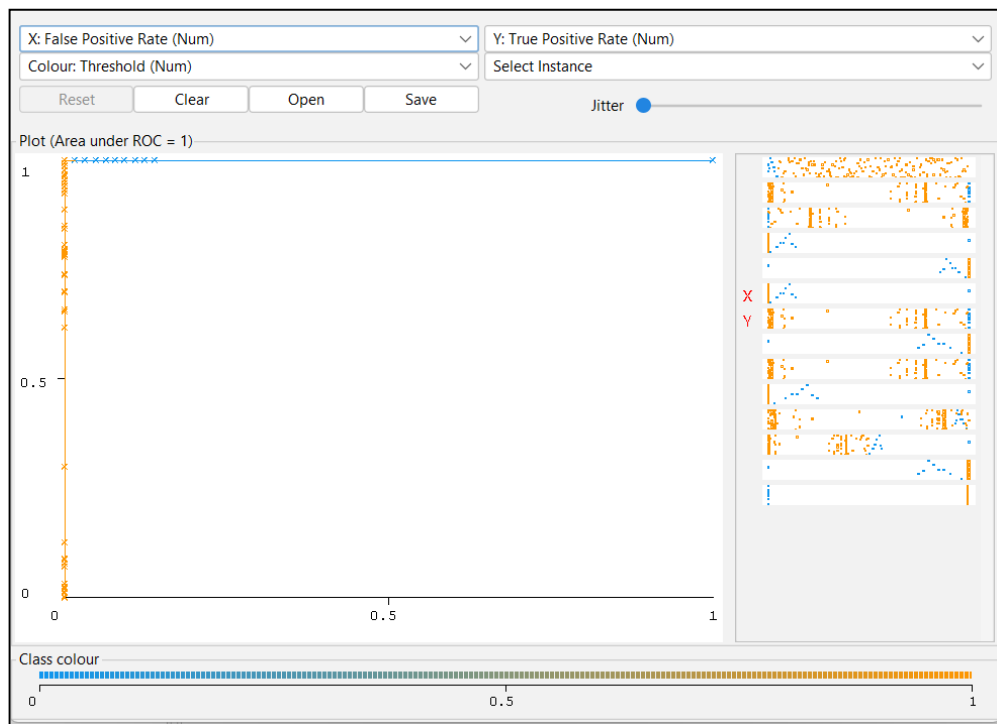 X: False Positive Rate (Num) Y: True Positive Rate (Num)
Colour: Threshold (Num) Select Instance
Reset Clear Open Save Jitter
Plot (Area under ROC = 1)
1
X
Y
0.5
0
0 0.5 1
Class colour
0 0.5 1